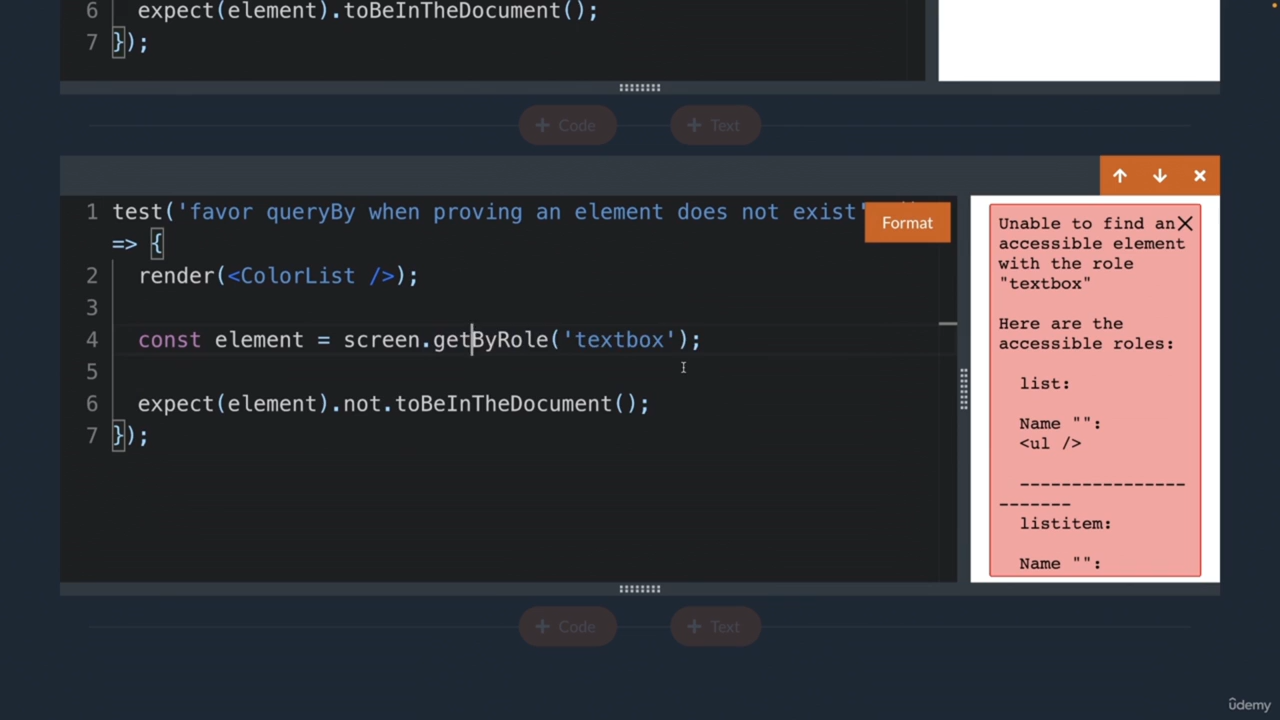 6 expect(element).toBeInTheDocument();
7 });
+ Code + Text
1 test('favor queryBy when proving an element does not exist'
=> {
Format
2 render(<ColorList />);
3
4 const element = screen.getByRole('textbox');
5
6 expect(element).not.toBeInTheDocument();
7 });
Unable to find an
accessible element
with the role
"textbox"
Here are the
accessible roles:
list:
Name "":
<ul />
----------------
-------
listitem:
Name "":
+ Code + Text
ûdemy